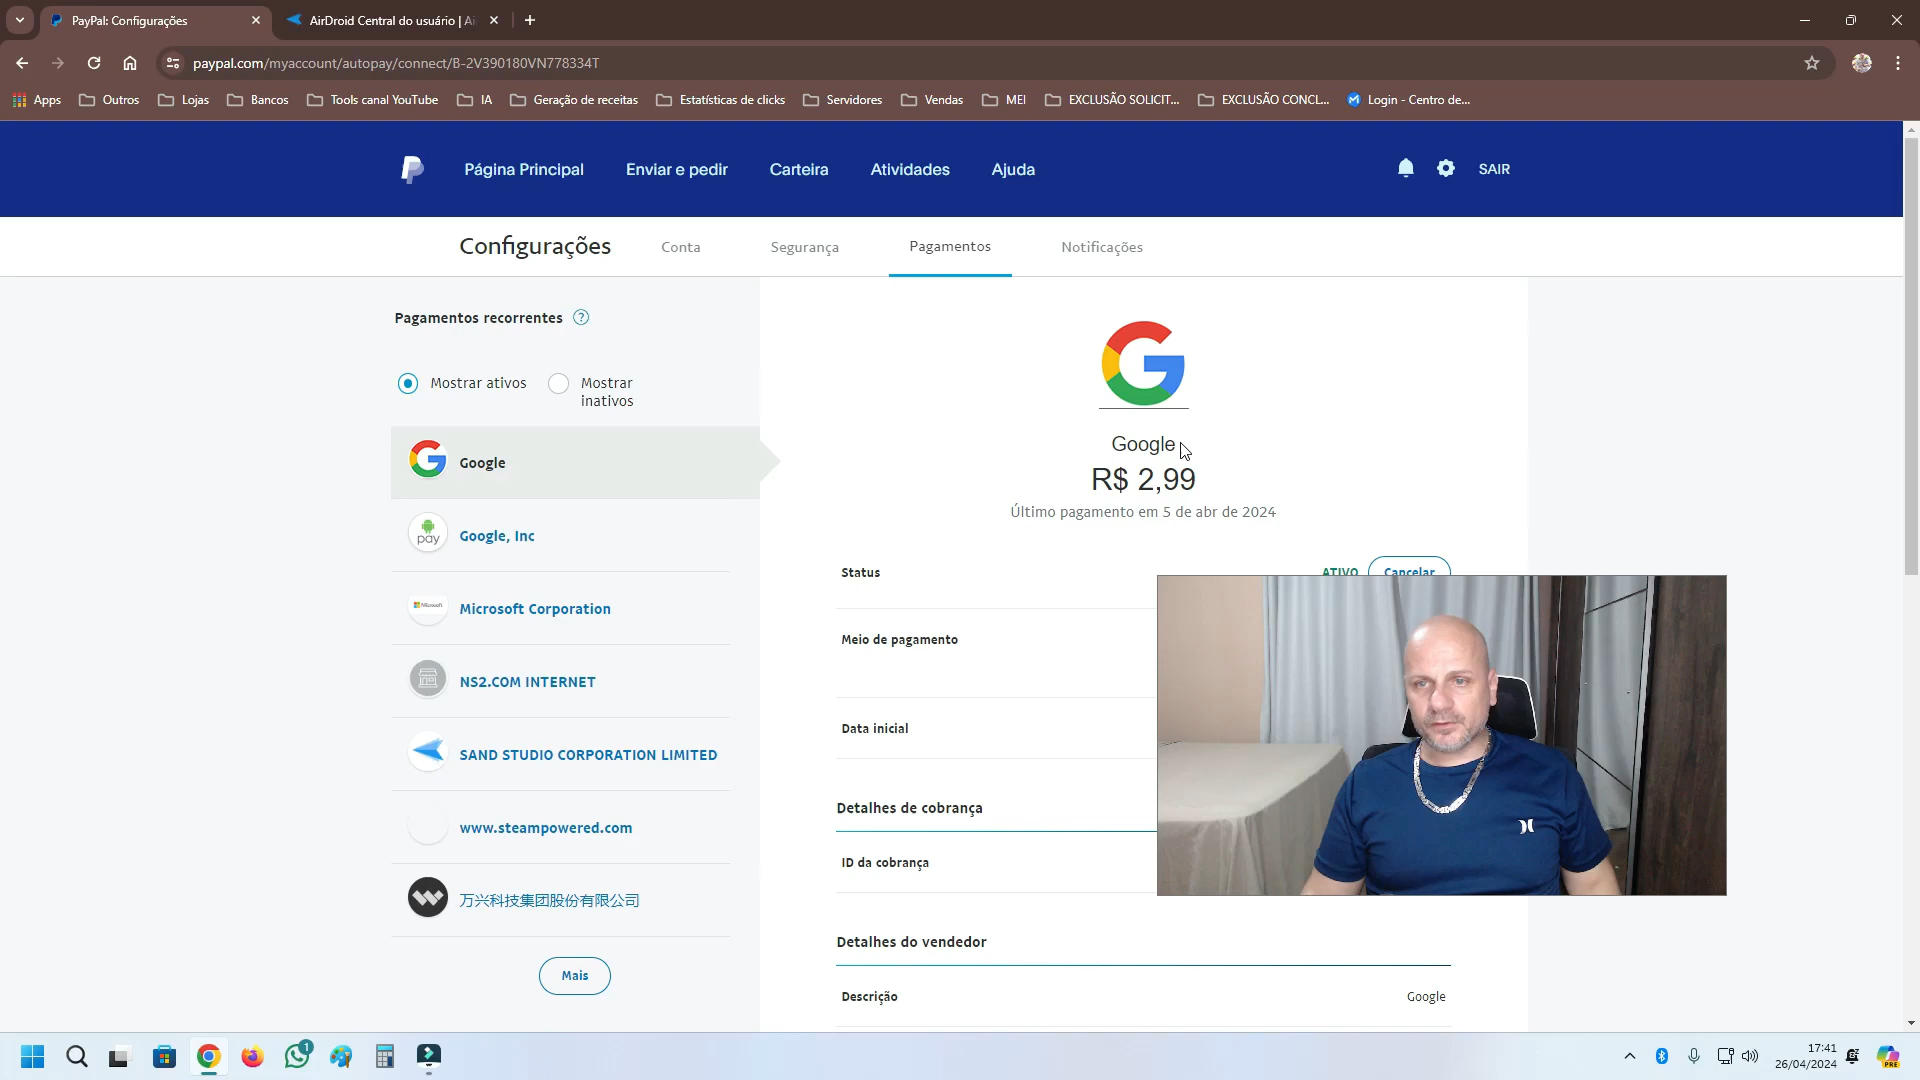 PayPal: Configurações
AirDroid Central do usuário | Ai
paypal.com/myaccount/autopay/connect/B-2V390180VN778334T
Apps
Outros
Lojas
Bancos
Tools canal YouTube
IA
Geração de receitas
Estatísticas de clicks
Servidores
Vendas
MEI
EXCLUSÃO SOLICIT...
EXCLUSÃO CONCL...
Login - Centro de...
Página Principal
Enviar e pedir
Carteira
Atividades
Ajuda
SAIR
Configurações
Conta
Segurança
Pagamentos
Notificações
Pagamentos recorrentes ?
Mostrar ativos
Mostrar
inativos
Google
pay
Google, Inc
Microsoft
Microsoft Corporation
NS2.COM INTERNET
SAND STUDIO CORPORATION LIMITED
www.steampowered.com
万兴科技集团股份有限公司
Mais
Google
R$ 2,99
Último pagamento em 5 de abr de 2024
Status
ATIVO
Cancelar
Meio de pagamento
Data inicial
Detalhes de cobrança
ID da cobrança
Detalhes do vendedor
Descrição
Google
1
17:41
26/04/2024
PRE